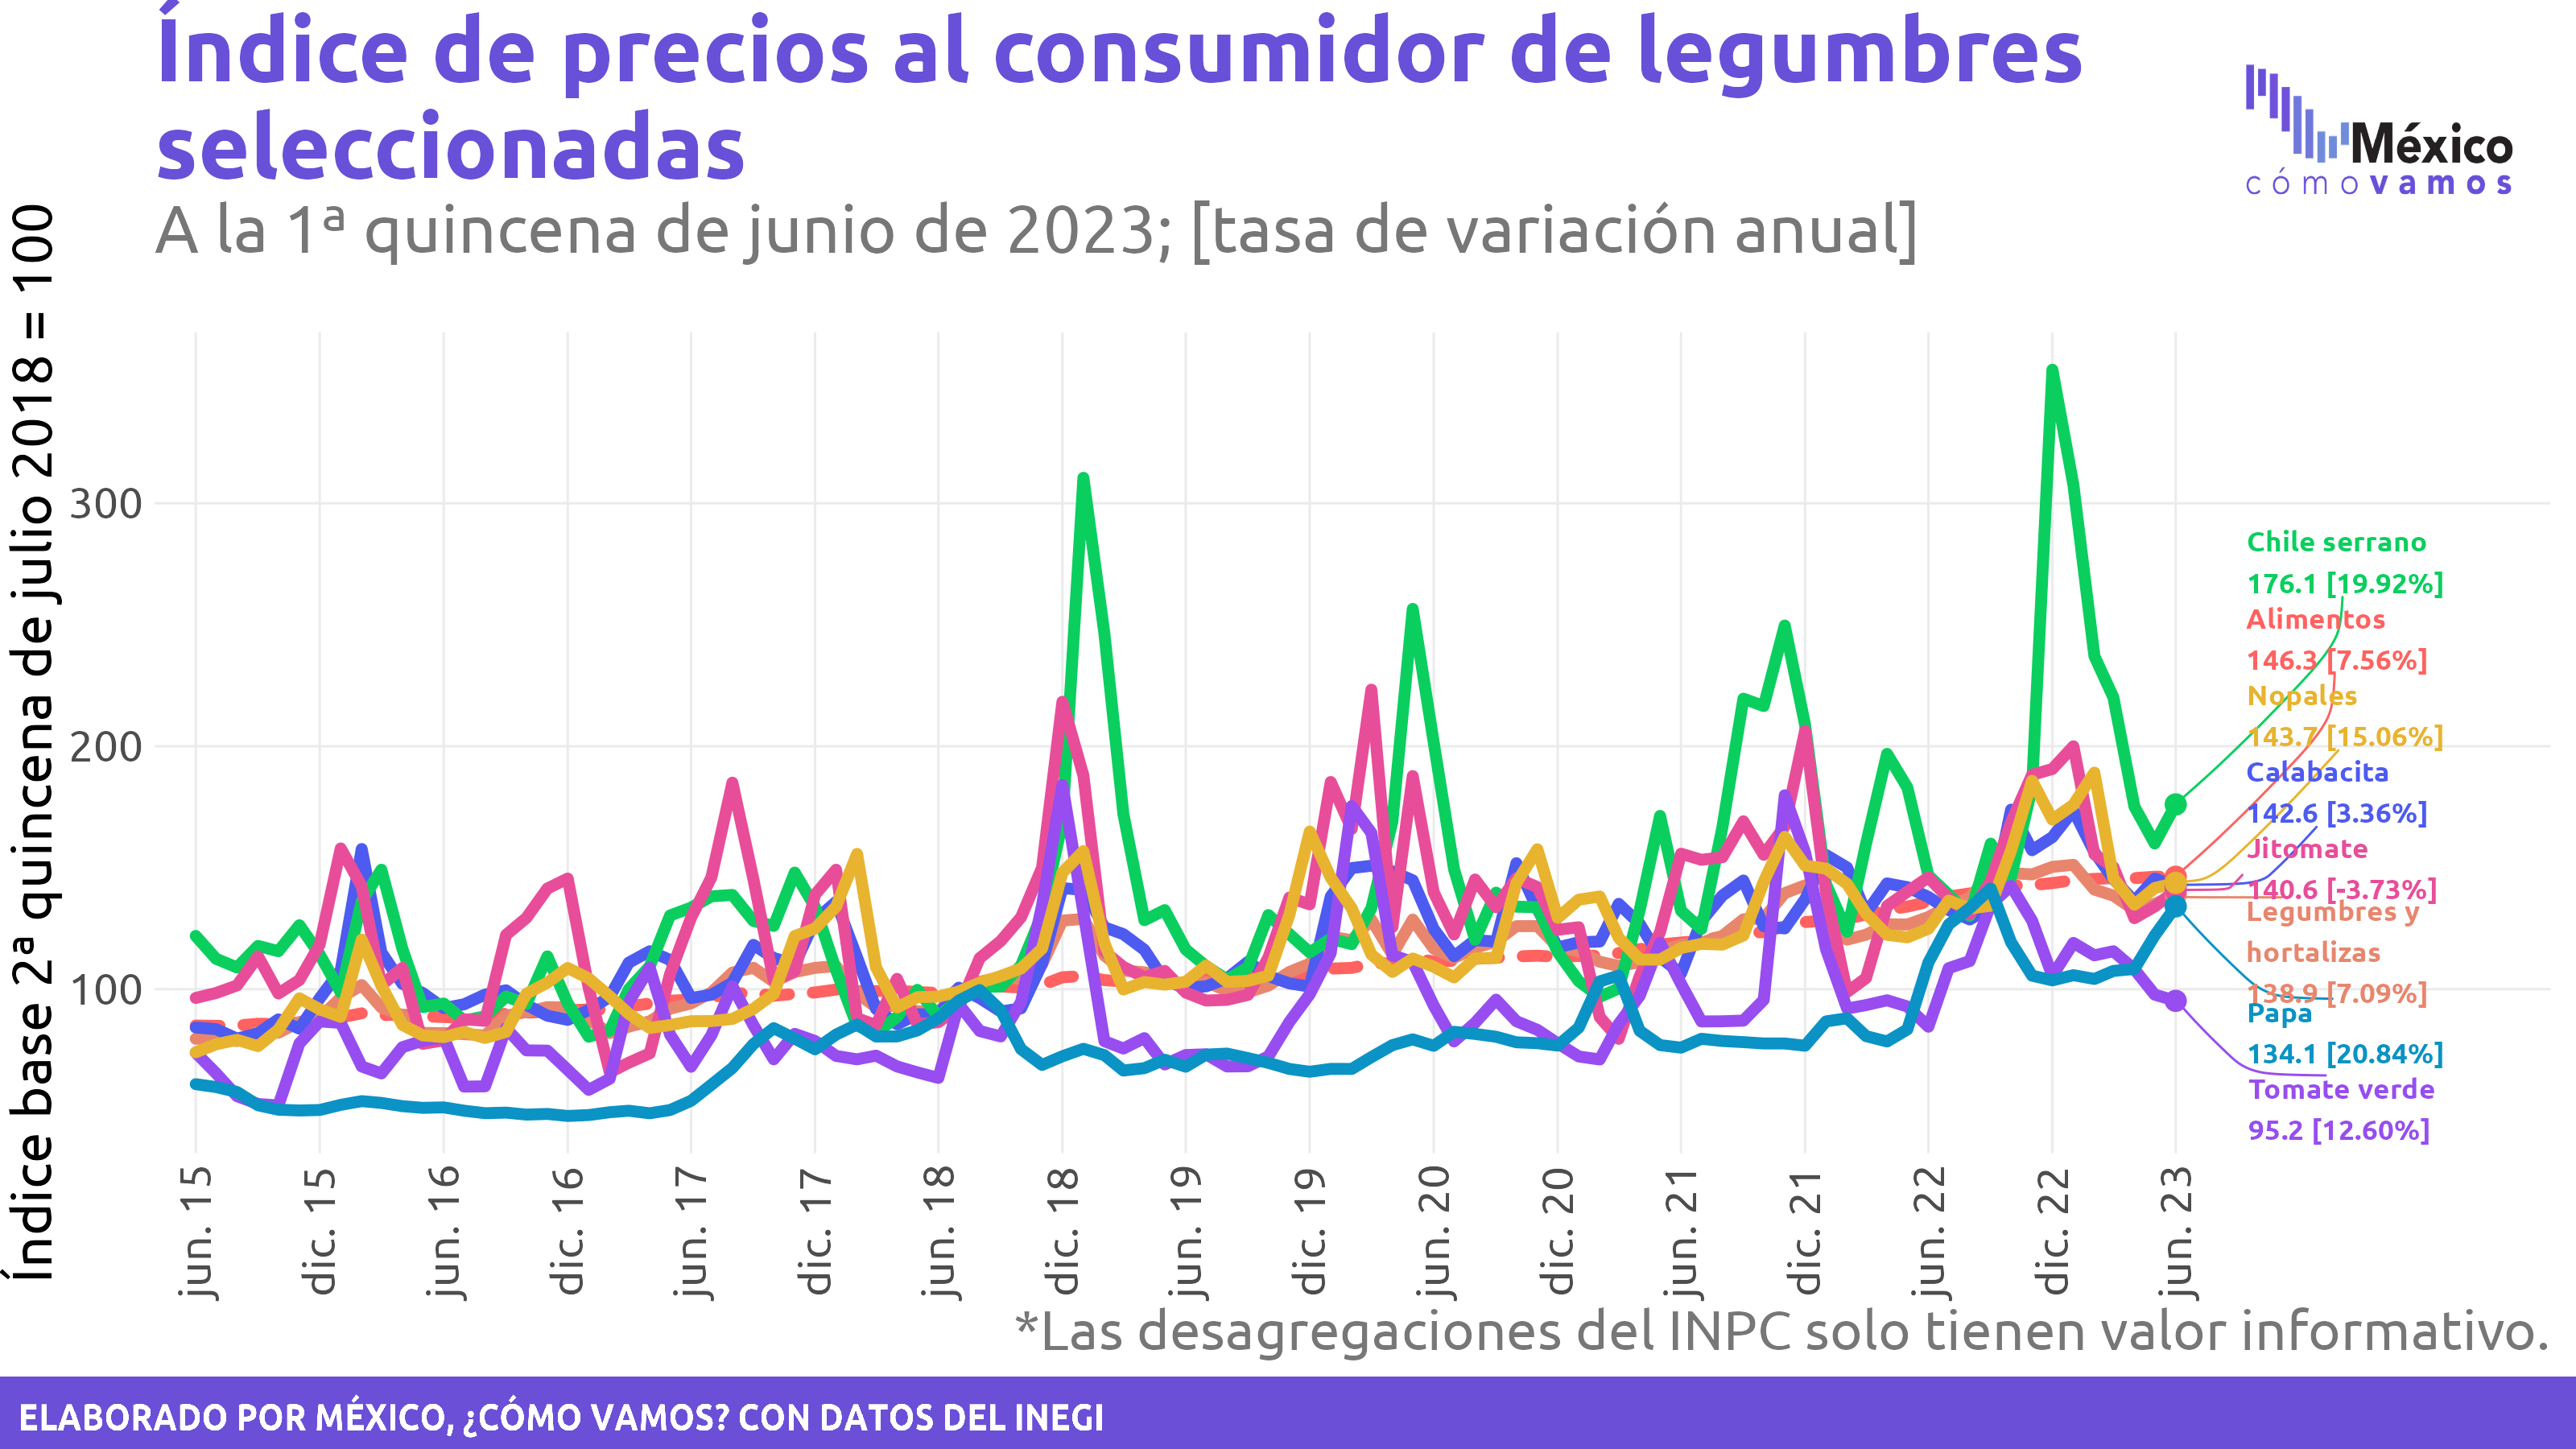 Índice de precios al consumidor de legumbres
seleccionadas
A la 1ª quincena de junio de 2023; [tasa de variación anual]
México
cómo vamos
Índice base 2ª quincena de julio 2018 = 100
300
200
100
Chile serrano
176.1 [19.92%]
Alimentos
146.3 [7.56%]
Nopales
143.7 [15.06%]
Calabacita
142.6 [3.36%]
Jitomate
140.6 [-3.73%]
Legumbres y
hortalizas
138.9 [7.09%]
Papa
134.1 [20.84%]
Tomate verde
95.2 [12.60%]
jun. 15
dic. 15
jun. 16
dic. 16
jun. 17
dic. 17
jun. 18
dic. 18
jun. 19
dic. 19
jun. 20
dic. 20
jun. 21
dic. 21
jun. 22
dic. 22
jun. 23
*Las desagregaciones del INPC solo tienen valor informativo.
ELABORADO POR MÉXICO, ¿CÓMO VAMOS? CON DATOS DEL INEGI